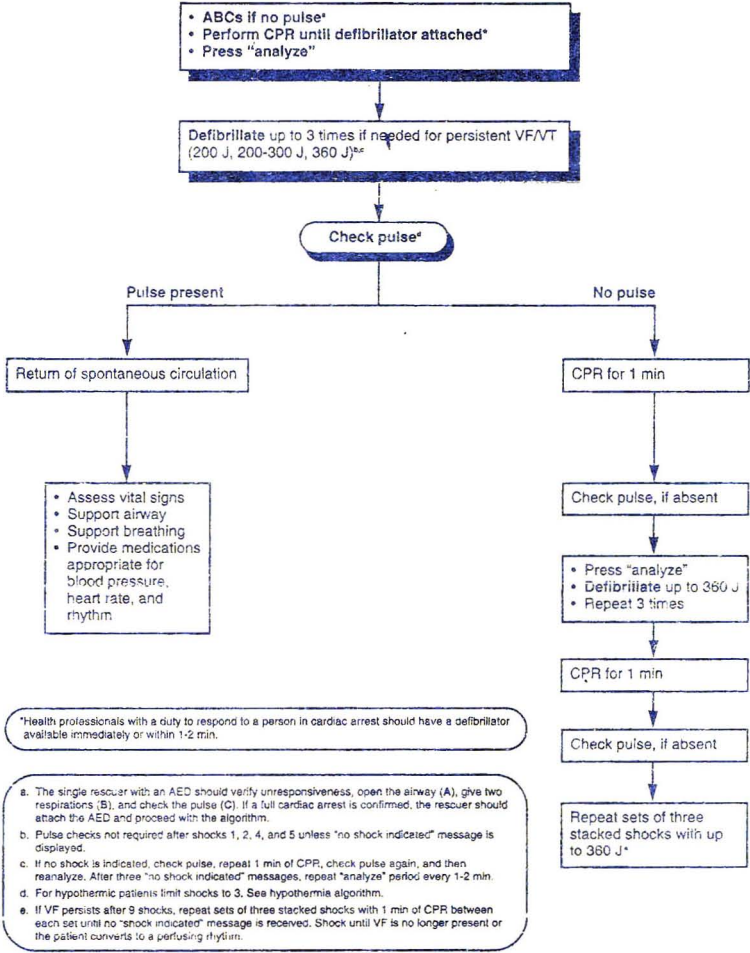 • ABCs if no pulseª
• Perform CPR until defibrillator attached*
• Press “analyze”
Defibrillate up to 3 times if needed for persistent VF/VT
(200 J, 200-300 J, 360 J)b,c
Check pulsed
Pulse present
No pulse
Return of spontaneous circulation
CPR for 1 min
• Assess vital signs
• Support airway
• Support breathing
• Provide medications
appropriate for
blood pressure,
heart rate, and
rhythm
Check pulse, if absent
• Press “analyze”
• Defibrillate up to 360 J
• Repeat 3 times
CPR for 1 min
Check pulse, if absent
Repeat sets of three
stacked shocks with up
to 360 Je
*Health professionals with a duty to respond to a person in cardiac arrest should have a defibrillator
available immediately or within 1-2 min.
a. The single rescuer with an AED should verify unresponsiveness, open the airway (A), give two
respirations (B), and check the pulse (C). If a full cardiac arrest is confirmed, the rescuer should
attach the AED and proceed with the algorithm.
b. Pulse checks not required after shocks 1, 2, 4, and 5 unless “no shock indicated” message is
displayed.
c. If no shock is indicated, check pulse, repeat 1 min of CPR, check pulse again, and then
reanalyze. After three “no shock indicated” messages, repeat “analyze” period every 1-2 min.
d. For hypothermic patients limit shocks to 3. See hypothermia algorithm.
e. If VF persists after 9 shocks, repeat sets of three stacked shocks with 1 min of CPR between
each set until no “shock indicated” message is received. Shock until VF is no longer present or
the patient converts to a perfusing rhythm.